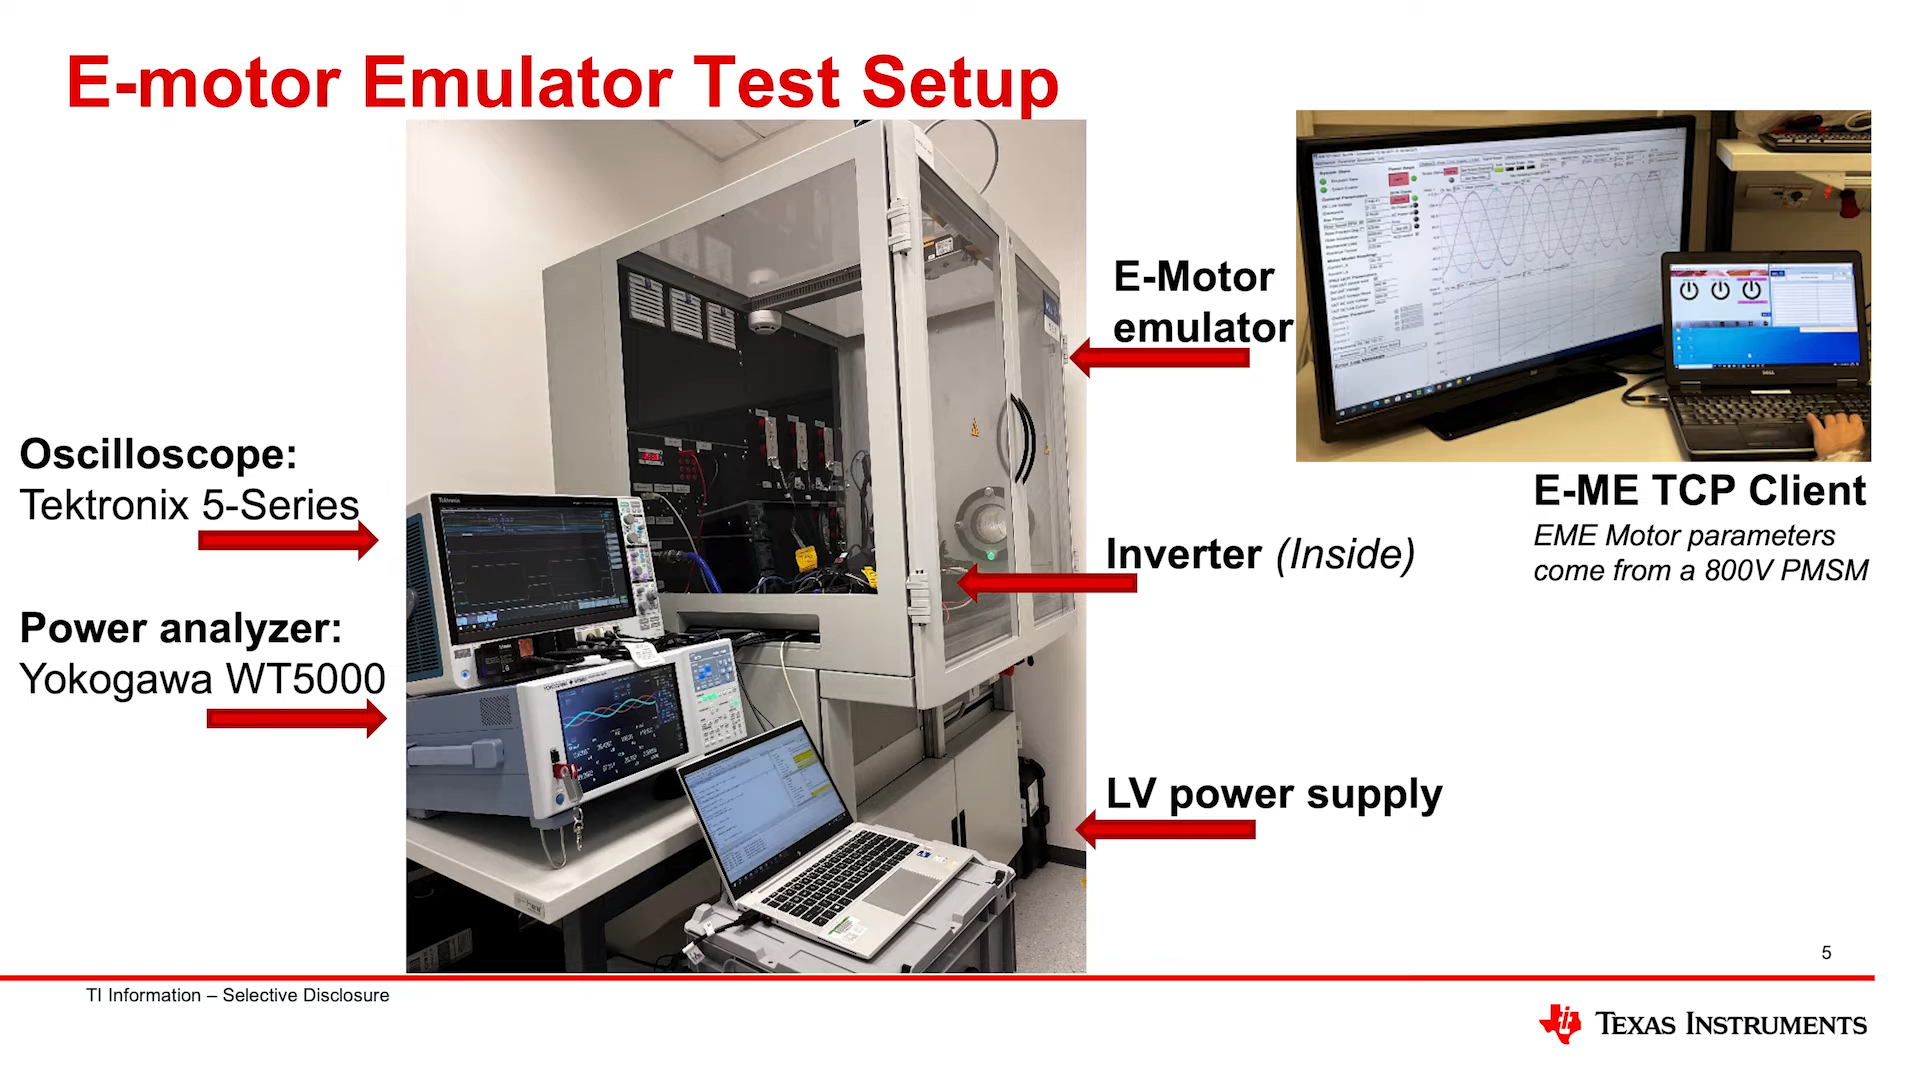 E-motor Emulator Test Setup
E-Motor
emulator
Oscilloscope:
Tektronix 5-Series
Power analyzer:
Yokogawa WT5000
Inverter (Inside)
LV power supply
E-ME TCP Client
EME Motor parameters
come from a 800V PMSM
5
TI Information – Selective Disclosure
TEXAS INSTRUMENTS